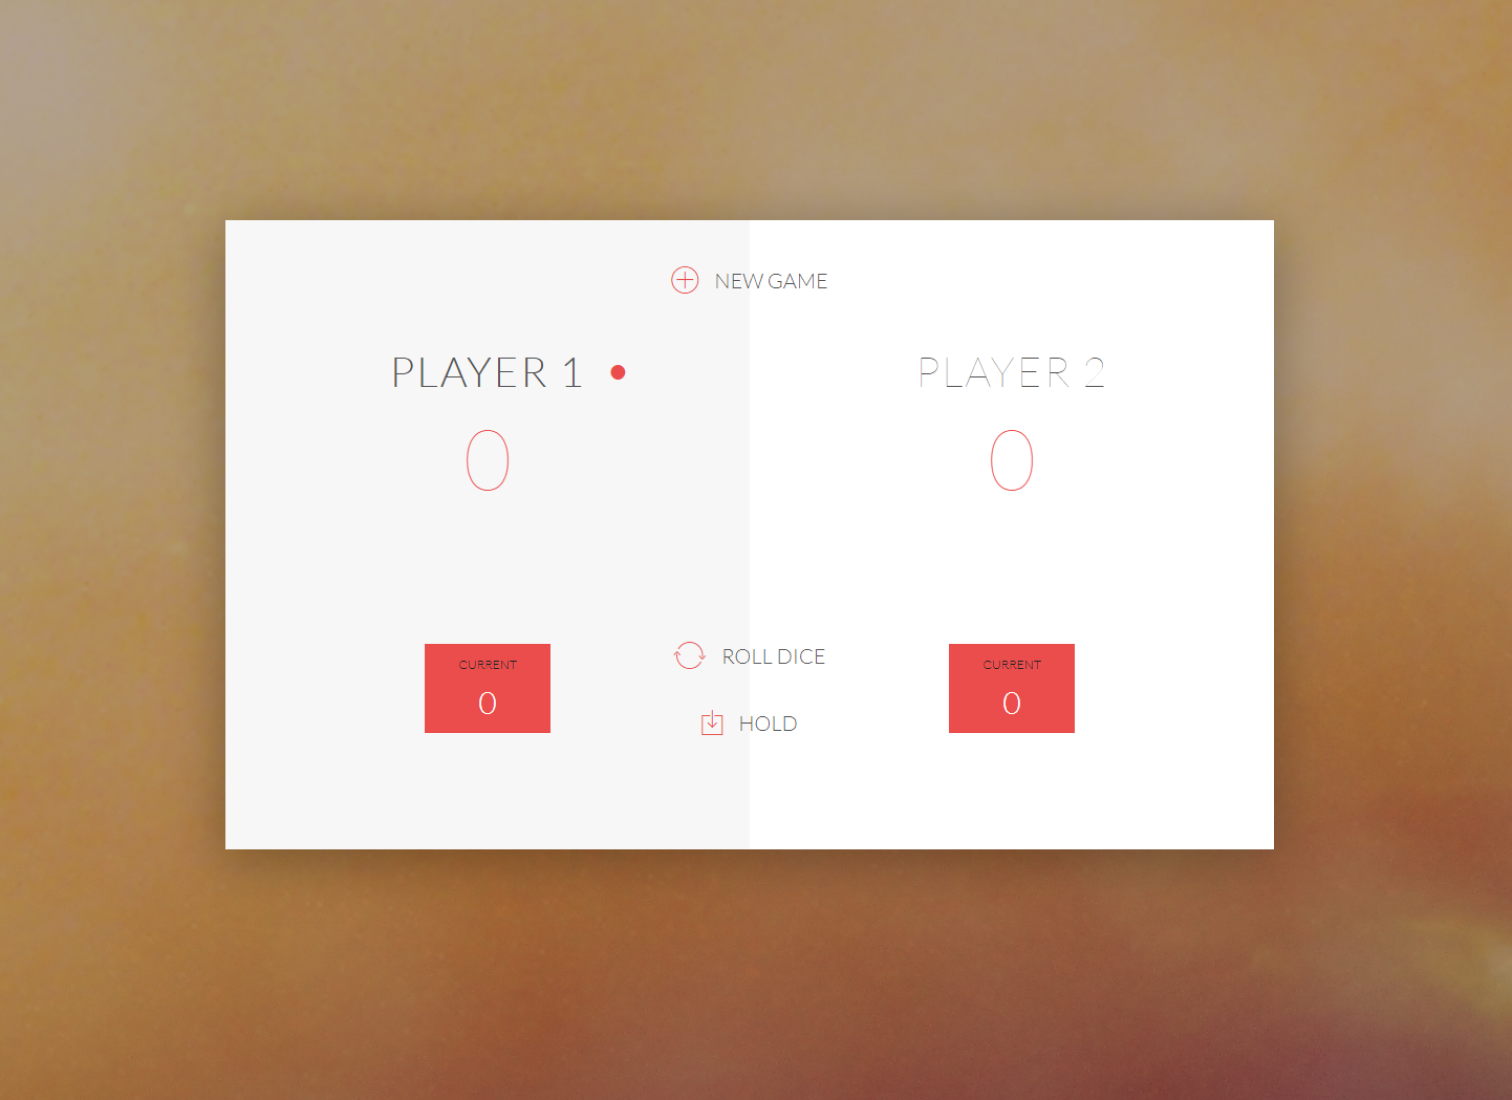 NEW GAME
PLAYER 1
0
PLAYER 2
0
CURRENT
0
ROLL DICE
HOLD
CURRENT
0